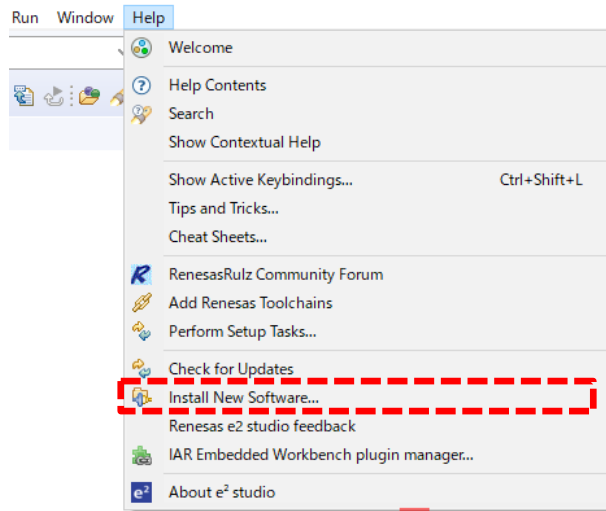 Run Window Help
Welcome
Help Contents
Search
Show Contextual Help
Show Active Keybindings... Ctrl+Shift+L
Tips and Tricks...
Cheat Sheets...
RenesasRulz Community Forum
Add Renesas Toolchains
Perform Setup Tasks...
Check for Updates
Install New Software...
Renesas e2 studio feedback
IAR Embedded Workbench plugin manager...
e² About e² studio